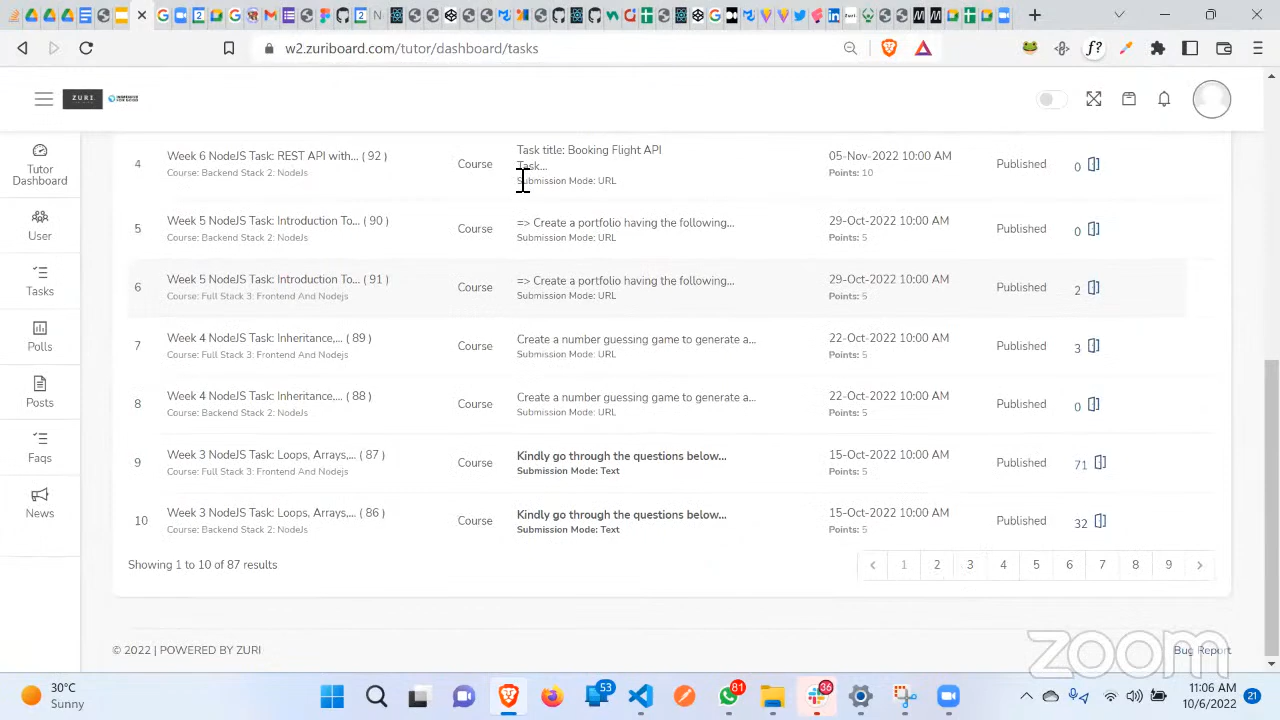 w2.zuriboard.com/tutor/dashboard/tasks
ZURI
INGRESSIVE FOR GOOD
Tutor Dashboard
User
Tasks
Polls
Posts
Faqs
News
4 Week 6 NodeJS Task: REST API with... ( 92 ) Course Task title: Booking Flight API 05-Nov-2022 10:00 AM Published 0
Task...
Course: Backend Stack 2: NodeJs Submission Mode: URL Points: 10
5 Week 5 NodeJS Task: Introduction To... ( 90 ) Course => Create a portfolio having the following... 29-Oct-2022 10:00 AM Published 0
Course: Backend Stack 2: NodeJs Submission Mode: URL Points: 5
6 Week 5 NodeJS Task: Introduction To... ( 91 ) Course => Create a portfolio having the following... 29-Oct-2022 10:00 AM Published 2
Course: Full Stack 3: Frontend And Nodejs Submission Mode: URL Points: 5
7 Week 4 NodeJS Task: Inheritance,... ( 89 ) Course Create a number guessing game to generate a... 22-Oct-2022 10:00 AM Published 3
Course: Full Stack 3: Frontend And Nodejs Submission Mode: URL Points: 5
8 Week 4 NodeJS Task: Inheritance,... ( 88 ) Course Create a number guessing game to generate a... 22-Oct-2022 10:00 AM Published 0
Course: Backend Stack 2: NodeJs Submission Mode: URL Points: 5
9 Week 3 NodeJS Task: Loops, Arrays,... ( 87 ) Course Kindly go through the questions below... 15-Oct-2022 10:00 AM Published 71
Course: Full Stack 3: Frontend And Nodejs Submission Mode: Text Points: 5
10 Week 3 NodeJS Task: Loops, Arrays,... ( 86 ) Course Kindly go through the questions below... 15-Oct-2022 10:00 AM Published 32
Course: Backend Stack 2: NodeJs Submission Mode: Text Points: 5
Showing 1 to 10 of 87 results
1 2 3 4 5 6 7 8 9
© 2022 | POWERED BY ZURI
Bug Report
zoom
30°C
Sunny
53
81
36
11:06 AM
10/6/2022
21